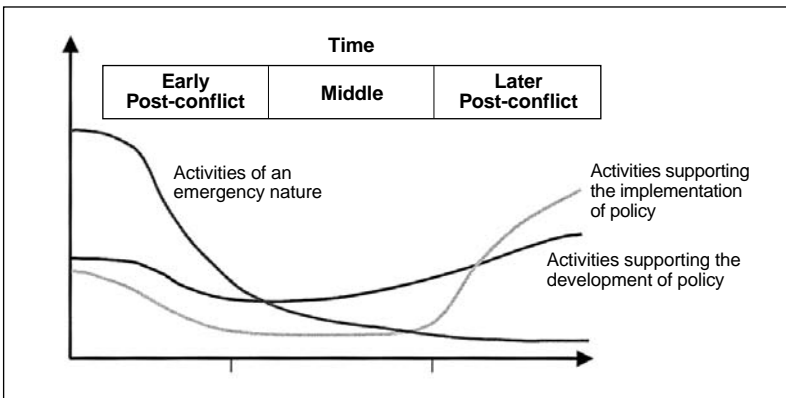 Time
Early
Post-conflict
Middle
Later
Post-conflict
Activities of an
emergency nature
Activities supporting
the implementation
of policy
Activities supporting the
development of policy